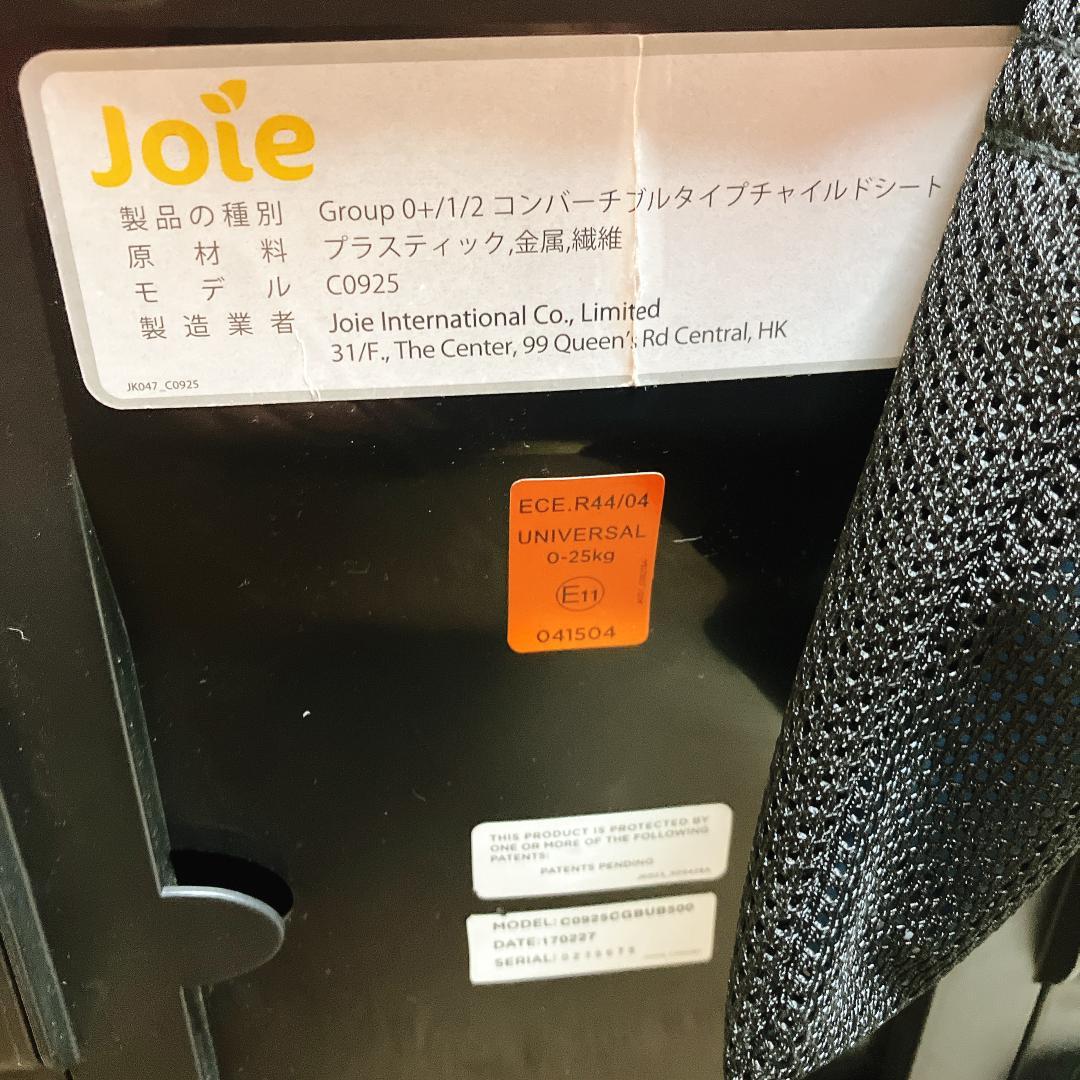 Joie
製品の種別 Group 0+/1/2 コンバーチブルタイプチャイルドシート
原材料 プラスティック,金属,繊維
モデル C0925
製造業者 Joie International Co., Limited
31/F., The Center, 99 Queen's Rd Central, HK
JK047_C0925
ECE.R44/04
UNIVERSAL
0-25kg
E11
041504
THIS PRODUCT IS PROTECTED BY
ONE OR MORE OF THE FOLLOWING
PATENTS:
PATENTS PENDING
MODEL: C0925CGBUB500
DATE:170227
SERIAL: